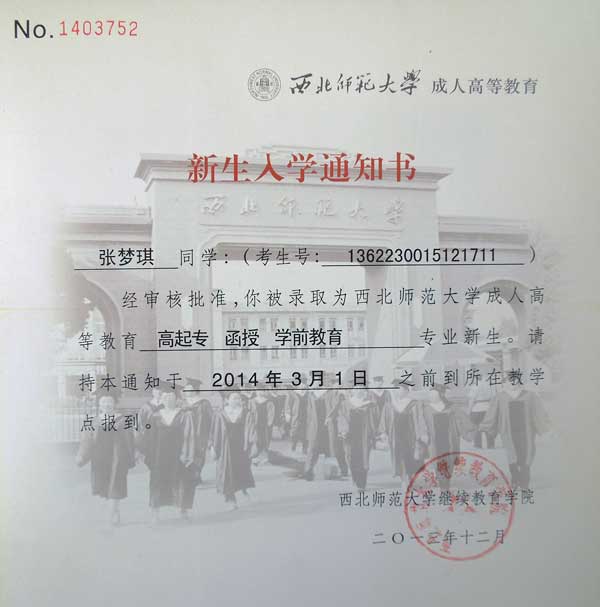 No.1403752
西北师范大学 成人高等教育
新生入学通知书
西北师范大学
张梦琪 同学:(考生号: 1362230015121711 )
经审核批准,你被录取为西北师范大学成人高
等教育 高起专 函授 学前教育 专业新生。请
持本通知于 2014年3月1日 之前到所在教学
点报到。
西北师范大学继续教育学院
二〇一三年十二月